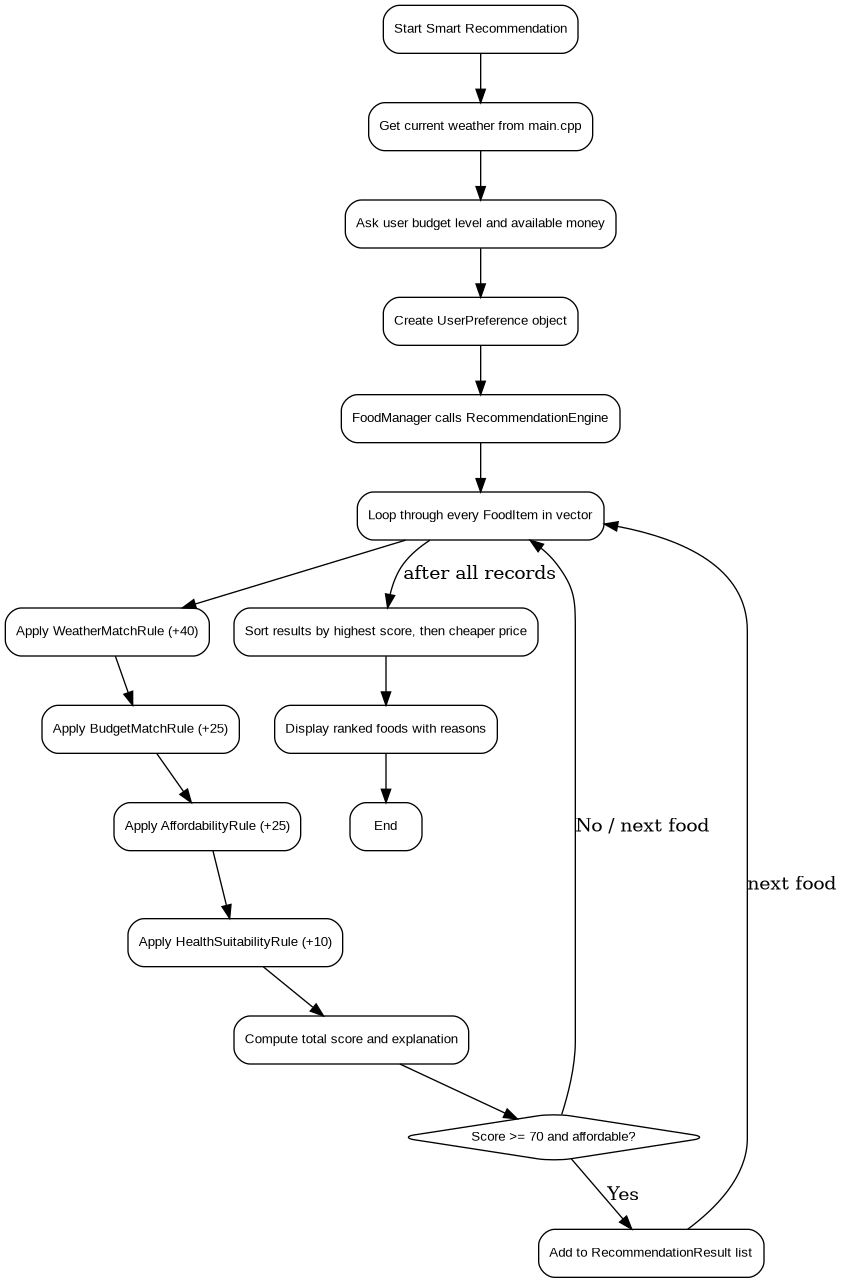 Start Smart Recommendation
Get current weather from main.cpp
Ask user budget level and available money
Create UserPreference object
FoodManager calls RecommendationEngine
Loop through every FoodItem in vector
after all records
Apply WeatherMatchRule (+40)
Sort results by highest score, then cheaper price
Apply BudgetMatchRule (+25)
Display ranked foods with reasons
Apply AffordabilityRule (+25)
End
No / next food
next food
Apply HealthSuitabilityRule (+10)
Compute total score and explanation
Score >= 70 and affordable?
Yes
Add to RecommendationResult list